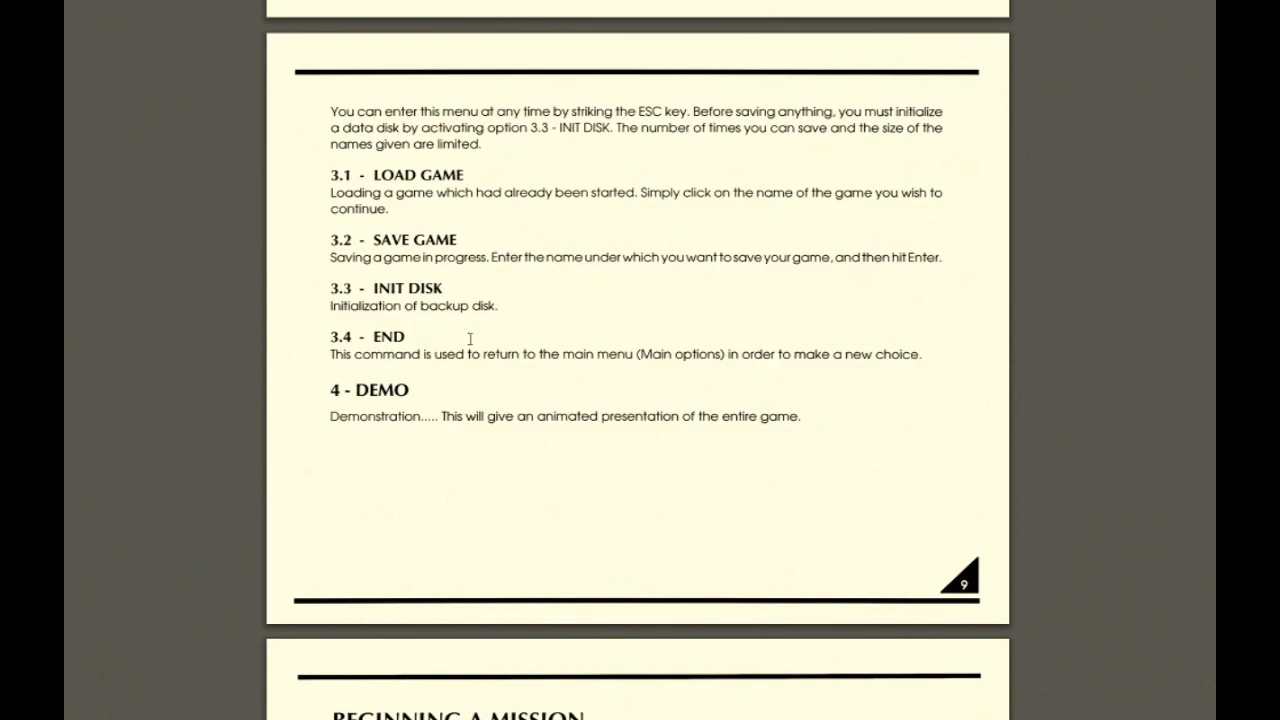 You can enter this menu at any time by striking the ESC key. Before saving anything, you must initialize
a data disk by activating option 3.3 - INIT DISK. The number of times you can save and the size of the
names given are limited.
3.1 - LOAD GAME
Loading a game which had already been started. Simply click on the name of the game you wish to
continue.
3.2 - SAVE GAME
Saving a game in progress. Enter the name under which you want to save your game, and then hit Enter.
3.3 - INIT DISK
Initialization of backup disk.
3.4 - END
This command is used to return to the main menu (Main options) in order to make a new choice.
4 - DEMO
Demonstration..... This will give an animated presentation of the entire game.
9
BEGINNING A MISSION